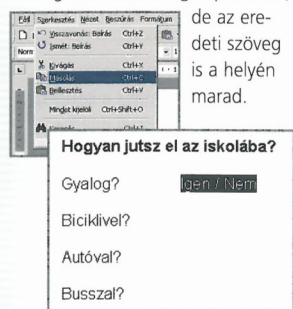 Fájl Szerkesztés Nézet Beszúrás Formátum
Visszavonás: Beírás Ctrl+Z
Ismét: Beírás Ctrl+Y
Kivágás Ctrl+X
Másolás Ctrl+C
Beillesztés Ctrl+V
Mindet kijelöli Ctrl+Shift+O
de az ere-
deti szöveg
is a helyén
marad.
Hogyan jutsz el az iskolába?
Gyalog? Igen / Nem
Biciklivel?
Autóval?
Busszal?